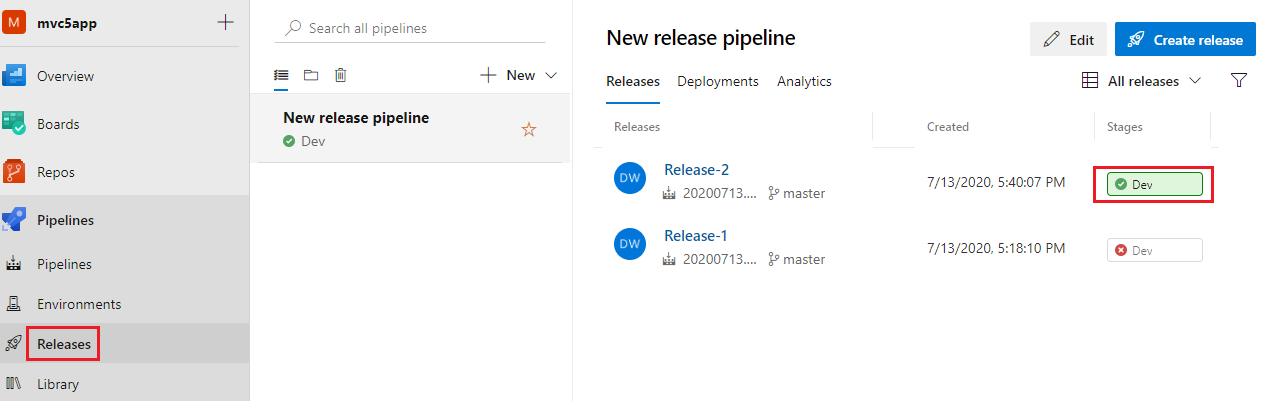 M mvc5app
Overview
Boards
Repos
Pipelines
Pipelines
Environments
Releases
Library
Search all pipelines
New
New release pipeline
Dev
New release pipeline
Edit
Create release
Releases Deployments Analytics
All releases
Releases Created Stages
DW Release-2 7/13/2020, 5:40:07 PM Dev
20200713.... master
DW Release-1 7/13/2020, 5:18:10 PM Dev
20200713.... master